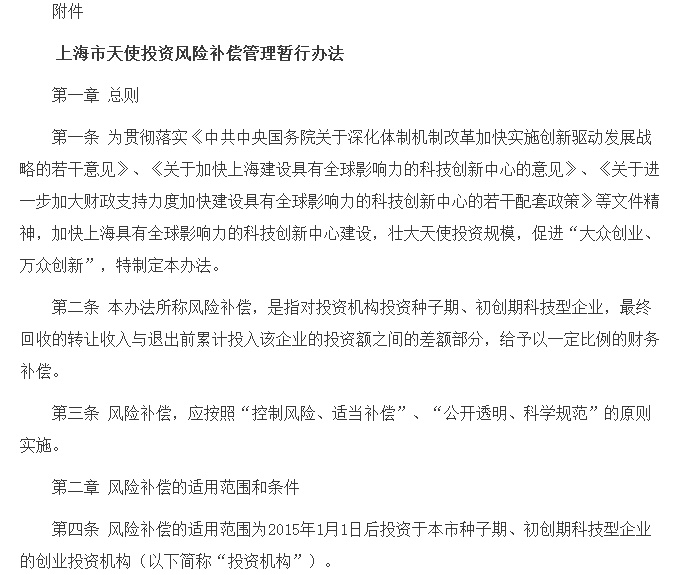 附件
上海市天使投资风险补偿管理暂行办法
第一章 总则
第一条 为贯彻落实《中共中央国务院关于深化体制机制改革加快实施创新驱动发展战
略的若干意见》、《关于加快上海建设具有全球影响力的科技创新中心的意见》、《关于进
一步加大财政支持力度加快建设具有全球影响力的科技创新中心的若干配套政策》等文件精
神，加快上海具有全球影响力的科技创新中心建设，壮大天使投资规模，促进“大众创业、
万众创新”，特制定本办法。
第二条 本办法所称风险补偿，是指对投资机构投资种子期、初创期科技型企业，最终
回收的转让收入与退出前累计投入该企业的投资额之间的差额部分，给予以一定比例的财务
补偿。
第三条 风险补偿，应按照“控制风险、适当补偿”、“公开透明、科学规范”的原则
实施。
第二章 风险补偿的适用范围和条件
第四条 风险补偿的适用范围为2015年1月1日后投资于本市种子期、初创期科技型企业
的创业投资机构（以下简称“投资机构”）。